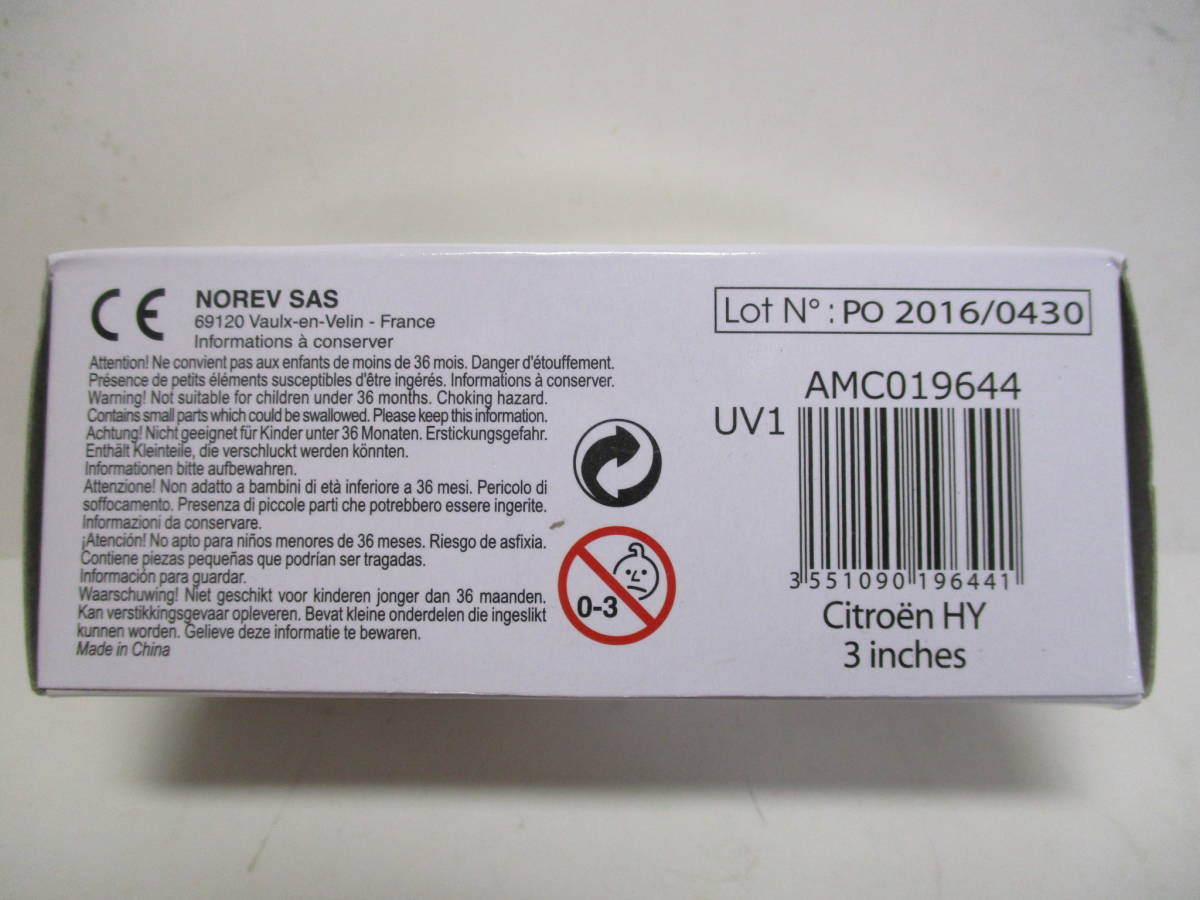 CE
NOREV SAS
69120 Vaulx-en-Velin - France
Informations à conserver
Attention! Ne convient pas aux enfants de moins de 36 mois. Danger d'étouffement.
Présence de petits éléments susceptibles d'être ingérés. Informations à conserver.
Warning! Not suitable for children under 36 months. Choking hazard.
Contains small parts which could be swallowed. Please keep this information.
Achtung! Nicht geeignet für Kinder unter 36 Monaten. Erstickungsgefahr.
Enthält Kleinteile, die verschluckt werden könnten.
Informationen bitte aufbewahren.
Attenzione! Non adatto a bambini di età inferiore a 36 mesi. Pericolo di
soffocamento. Presenza di piccole parti che potrebbero essere ingerite.
Informazioni da conservare.
¡Atención! No apto para niños menores de 36 meses. Riesgo de asfixia.
Contiene piezas pequeñas que podrían ser tragadas.
Información para guardar.
Waarschuwing! Niet geschikt voor kinderen jonger dan 36 maanden.
Kan verstikkingsgevaar opleveren. Bevat kleine onderdelen die ingeslikt
kunnen worden. Gelieve deze informatie te bewaren.
Made in China
0-3
Lot N° : PO 2016/0430
AMC019644
UV1
3 551090 196441
Citroën HY
3 inches